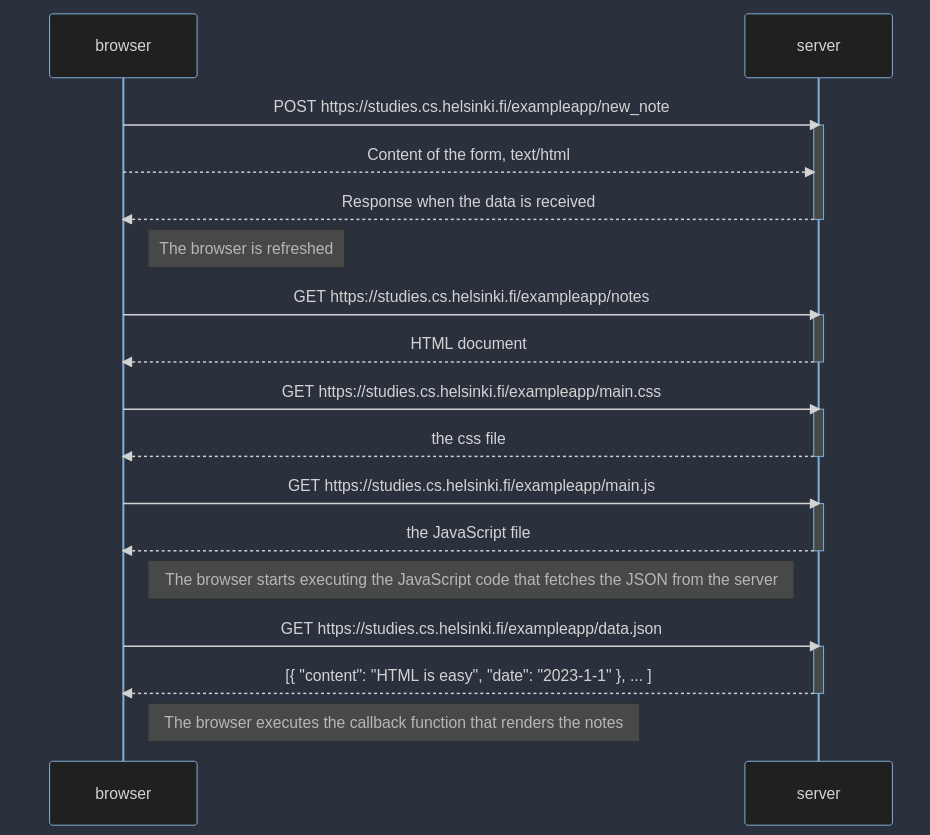 browser
server
POST https://studies.cs.helsinki.fi/exampleapp/new_note
Content of the form, text/html
Response when the data is received
The browser is refreshed
GET https://studies.cs.helsinki.fi/exampleapp/notes
HTML document
GET https://studies.cs.helsinki.fi/exampleapp/main.css
the css file
GET https://studies.cs.helsinki.fi/exampleapp/main.js
the JavaScript file
The browser starts executing the JavaScript code that fetches the JSON from the server
GET https://studies.cs.helsinki.fi/exampleapp/data.json
[{ "content": "HTML is easy", "date": "2023-1-1" }, ... ]
The browser executes the callback function that renders the notes
browser
server